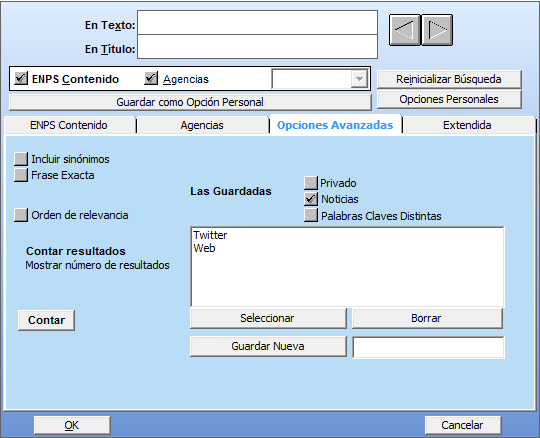 En Texto:
En Título:
ENPS Contenido
Agencias
Reinicializar Búsqueda
Guardar como Opción Personal
Opciones Personales
ENPS Contenido
Agencias
Opciones Avanzadas
Extendida
Incluir sinónimos
Frase Exacta
Orden de relevancia
Las Guardadas
Privado
Noticias
Palabras Claves Distintas
Contar resultados
Mostrar número de resultados
Contar
Twitter
Web
Seleccionar
Borrar
Guardar Nueva
OK
Cancelar